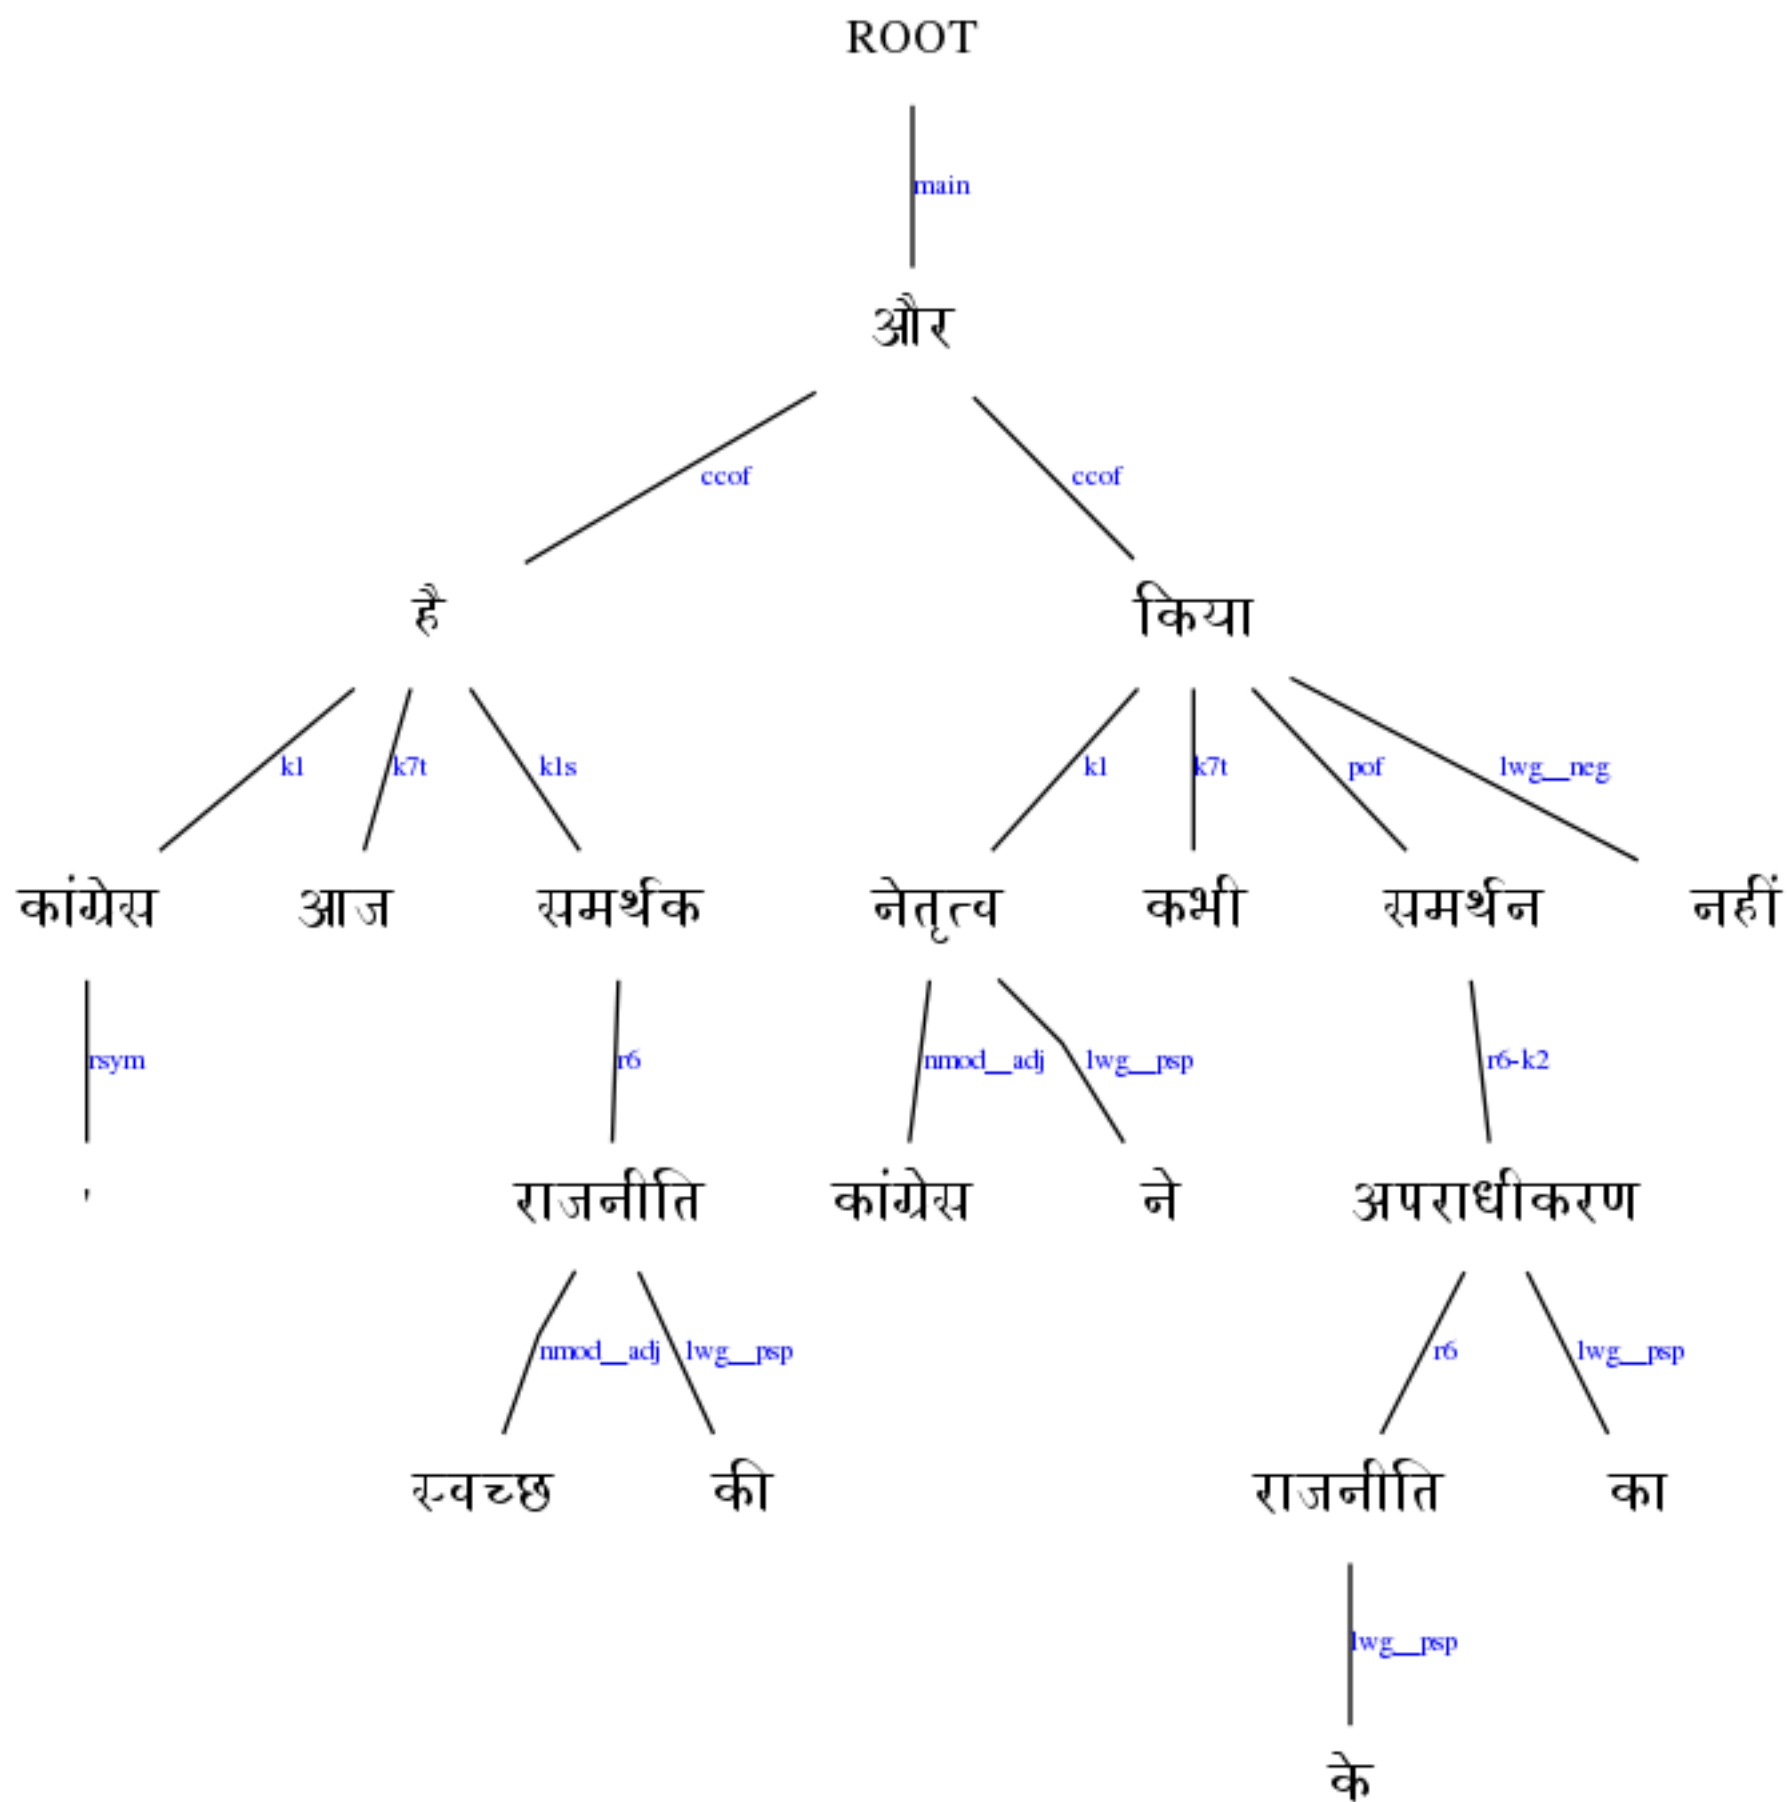 ROOT
main
और
ccof ccof
है किया
k1 k7t k1s k1 k7t pof lwg__neg
कांग्रेस आज समर्थक नेतृत्व कभी समर्थन नहीं
rsym r6 nmod__adj lwg__psp r6-k2
' राजनीति कांग्रेस ने अपराधीकरण
nmod__adj lwg__psp r6 lwg__psp
स्वच्छ की राजनीति का
lwg__psp
के